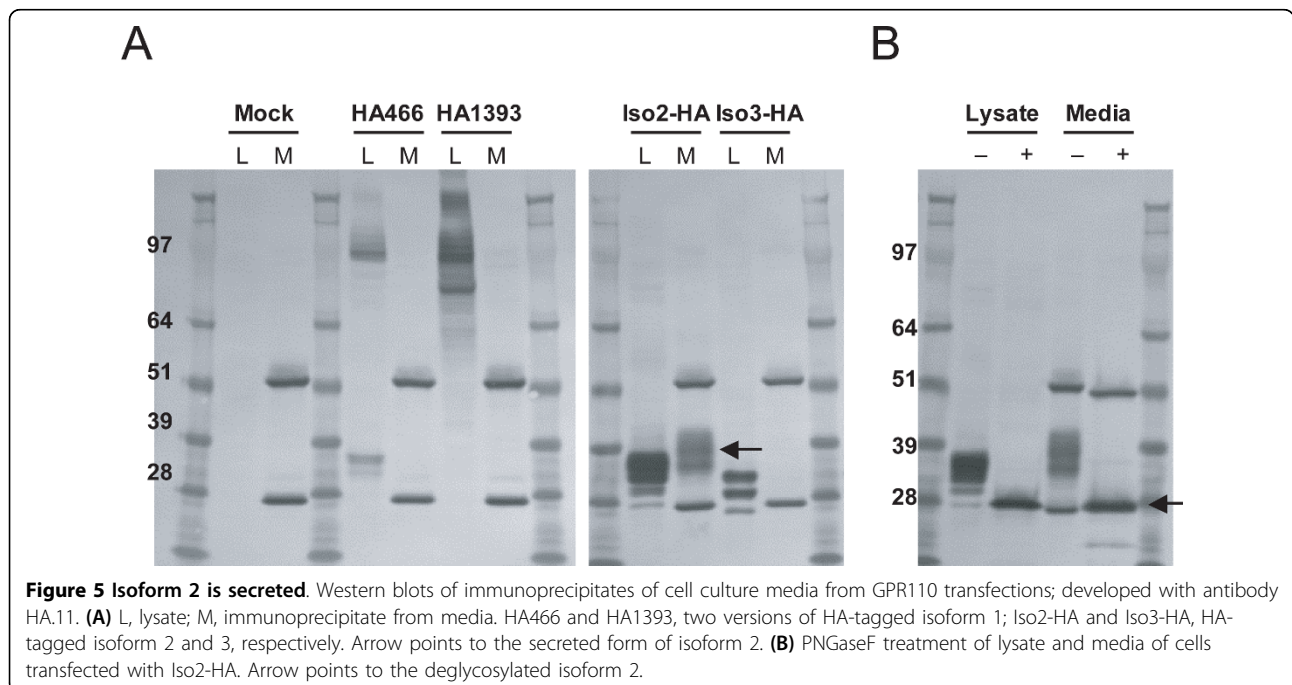 A
B
Mock HA466 HA1393 Iso2-HA Iso3-HA Lysate Media
L M L M L M L M L M – + – +
97
64
51
39
28
97
64
51
39
28
Figure 5 Isoform 2 is secreted. Western blots of immunoprecipitates of cell culture media from GPR110 transfections; developed with antibody
HA.11. (A) L, lysate; M, immunoprecipitate from media. HA466 and HA1393, two versions of HA-tagged isoform 1; Iso2-HA and Iso3-HA, HA-
tagged isoform 2 and 3, respectively. Arrow points to the secreted form of isoform 2. (B) PNGaseF treatment of lysate and media of cells
transfected with Iso2-HA. Arrow points to the deglycosylated isoform 2.